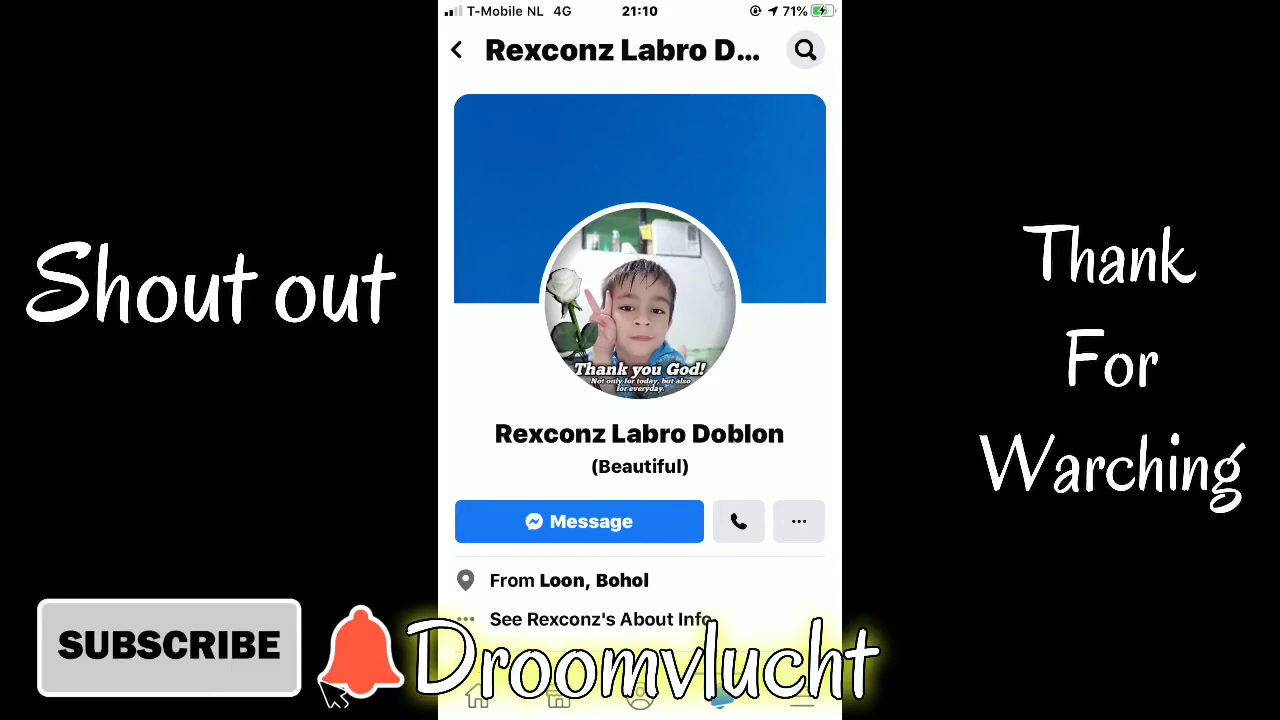 T-Mobile NL 4G 21:10 71%
Rexconz Labro D...
Shout out
Thank
For
Warching
Thank you God!
Not only for today, but also
for everyday.
Rexconz Labro Doblon
(Beautiful)
Message
From Loon, Bohol
See Rexconz's About Info
SUBSCRIBE
Droomvlucht